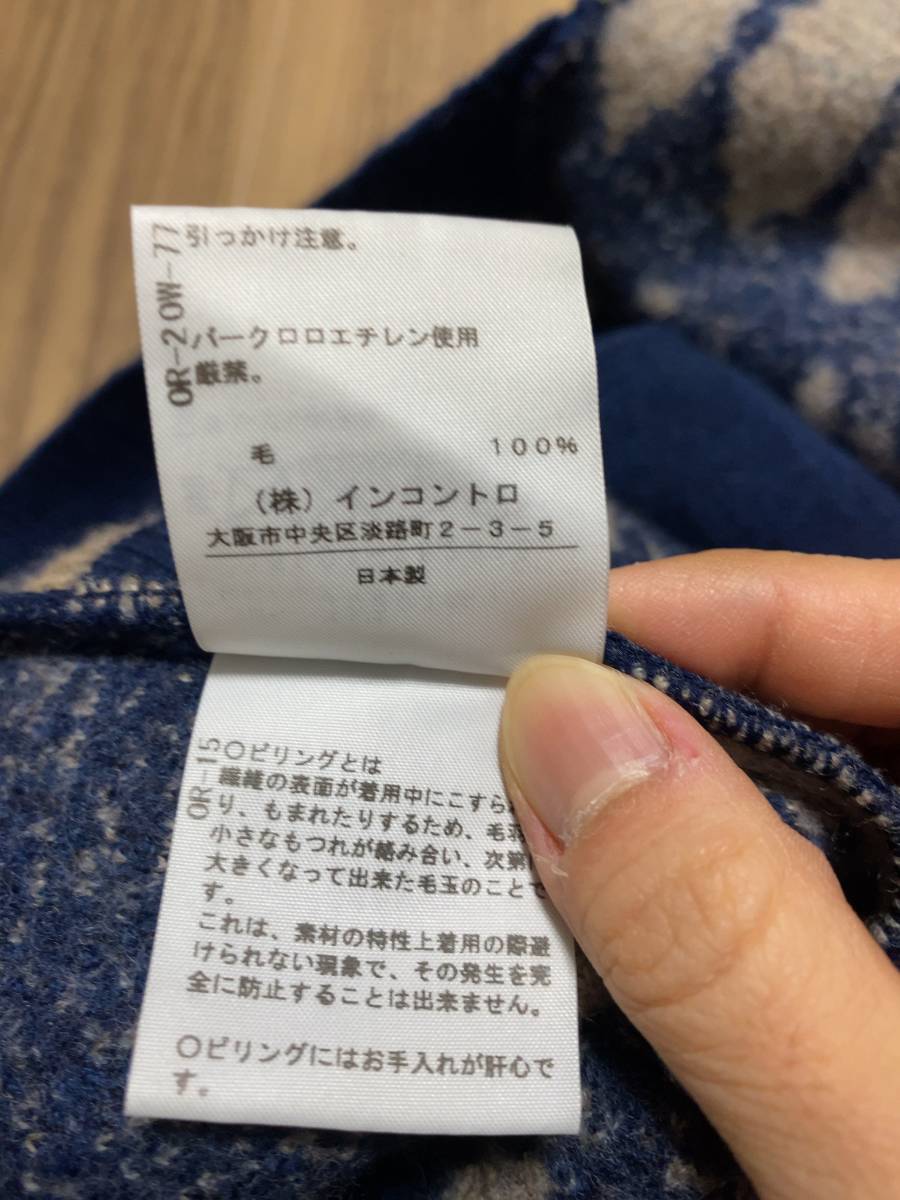 OR-20W-77
引っかけ注意。
パークロロエチレン使用
厳禁。
毛 100%
(株)インコントロ
大阪市中央区淡路町2-3-5
日本製
OR-15
〇ピリングとは
繊維の表面が着用中にこすら
り、もまれたりするため、毛羽
小さなもつれが絡み合い、次第
大きくなって出来た毛玉のことで
す。
これは、素材の特性上着用の際避
けられない現象で、その発生を完
全に防止することは出来ません。
〇ピリングにはお手入れが肝心で
す。